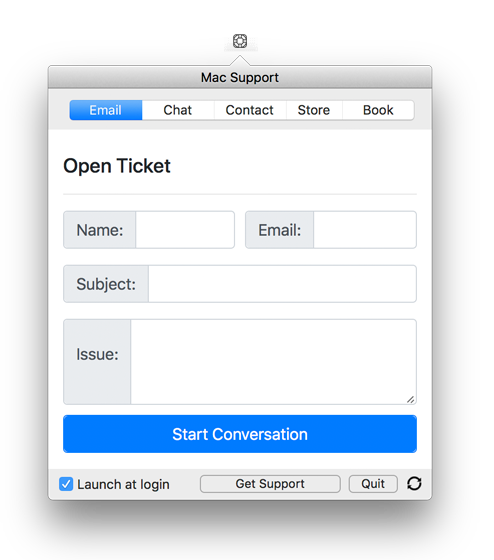 Mac Support
Email Chat Contact Store Book
Open Ticket
Name: Email:
Subject:
Issue:
Start Conversation
Launch at login Get Support Quit